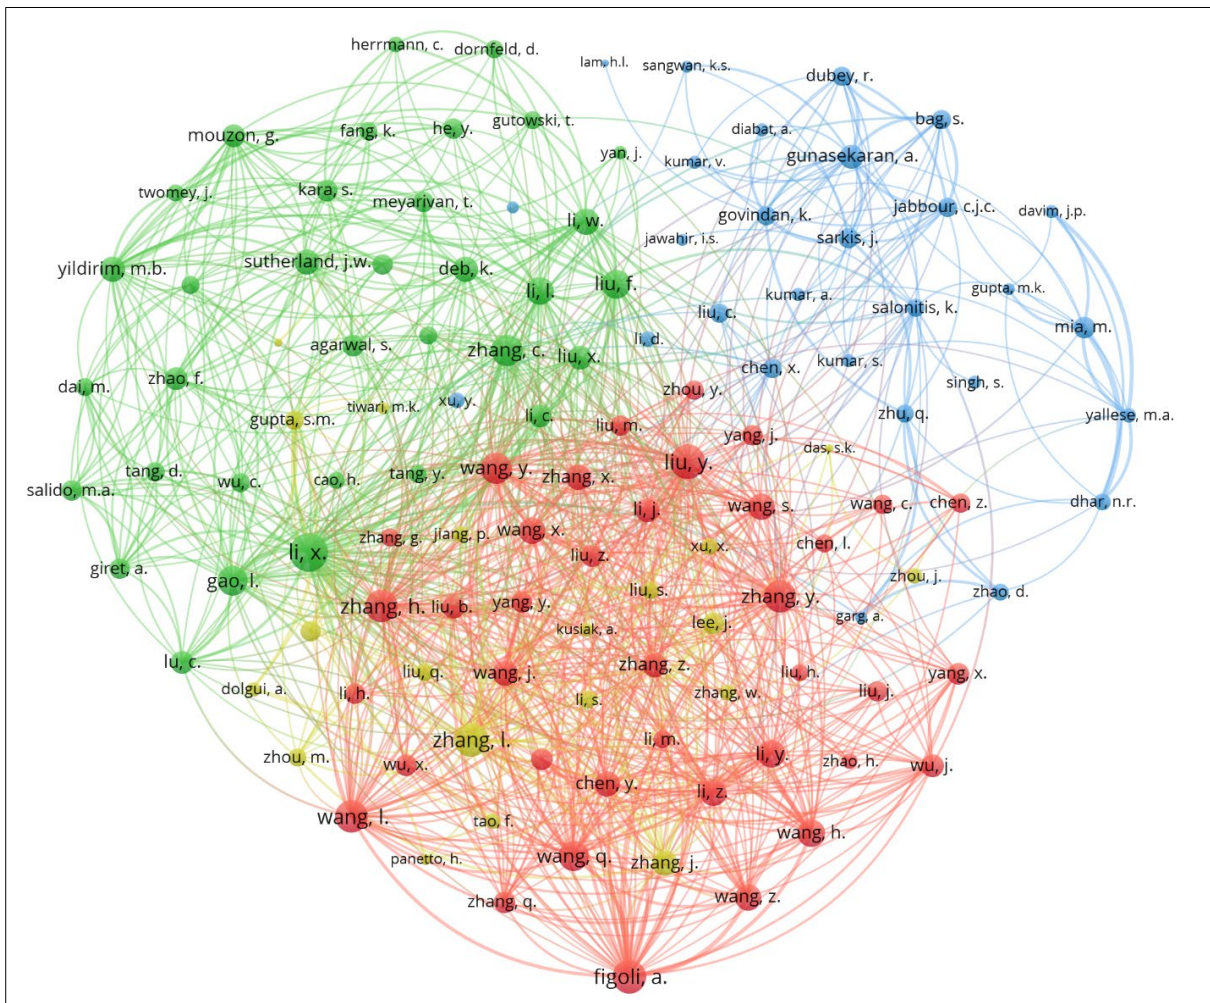 herrmann, c.
dornfeld, d.
lam, h.l.
sangwan, k.s.
dubey, r.
mouzon, g.
fang, k.
he, y.
gutowski, t.
diabat, a.
bag, s.
yan, j.
kumar, v.
gunasekaran, a.
twomey, j.
kara, s.
meyarivan, t.
li, w.
govindan, k.
jabbour, c.j.c.
davim, j.p.
jawahir, i.s.
sarkis, j.
yildirim, m.b.
sutherland, j.w.
deb, k.
li, l.
liu, f.
kumar, a.
gupta, m.k.
liu, c.
salonitis, k.
mia, m.
agarwal, s.
zhang, c.
liu, x.
li, d.
chen, x.
kumar, s.
singh, s.
dai, m.
zhao, f.
gupta, s.m.
tiwari, m.k.
xu, y.
zhou, y.
li, c.
liu, m.
yang, j.
zhu, q.
yallese, m.a.
das, s.k.
tang, d.
salido, m.a.
wu, c.
cao, h.
tang, y.
wang, y.
zhang, x.
liu, y.
li, j.
wang, s.
wang, c.
chen, z.
dhar, n.r.
zhang, g.
jiang, p.
wang, x.
liu, z.
xu, x.
chen, l.
li, x.
giret, a.
gao, l.
zhou, j.
zhao, d.
zhang, h.
liu, b.
yang, y.
liu, s.
zhang, y.
garg, a.
kusiak, a.
lee, j.
lu, c.
dolgui, a.
li, h.
liu, q.
wang, j.
zhang, z.
li, s.
zhang, w.
liu, h.
liu, j.
yang, x.
zhou, m.
wu, x.
zhang, l.
li, m.
li, y.
zhao, h.
wu, j.
chen, y.
li, z.
wang, l.
tao, f.
wang, h.
panetto, h.
wang, q.
zhang, j.
zhang, q.
wang, z.
figoli, a.